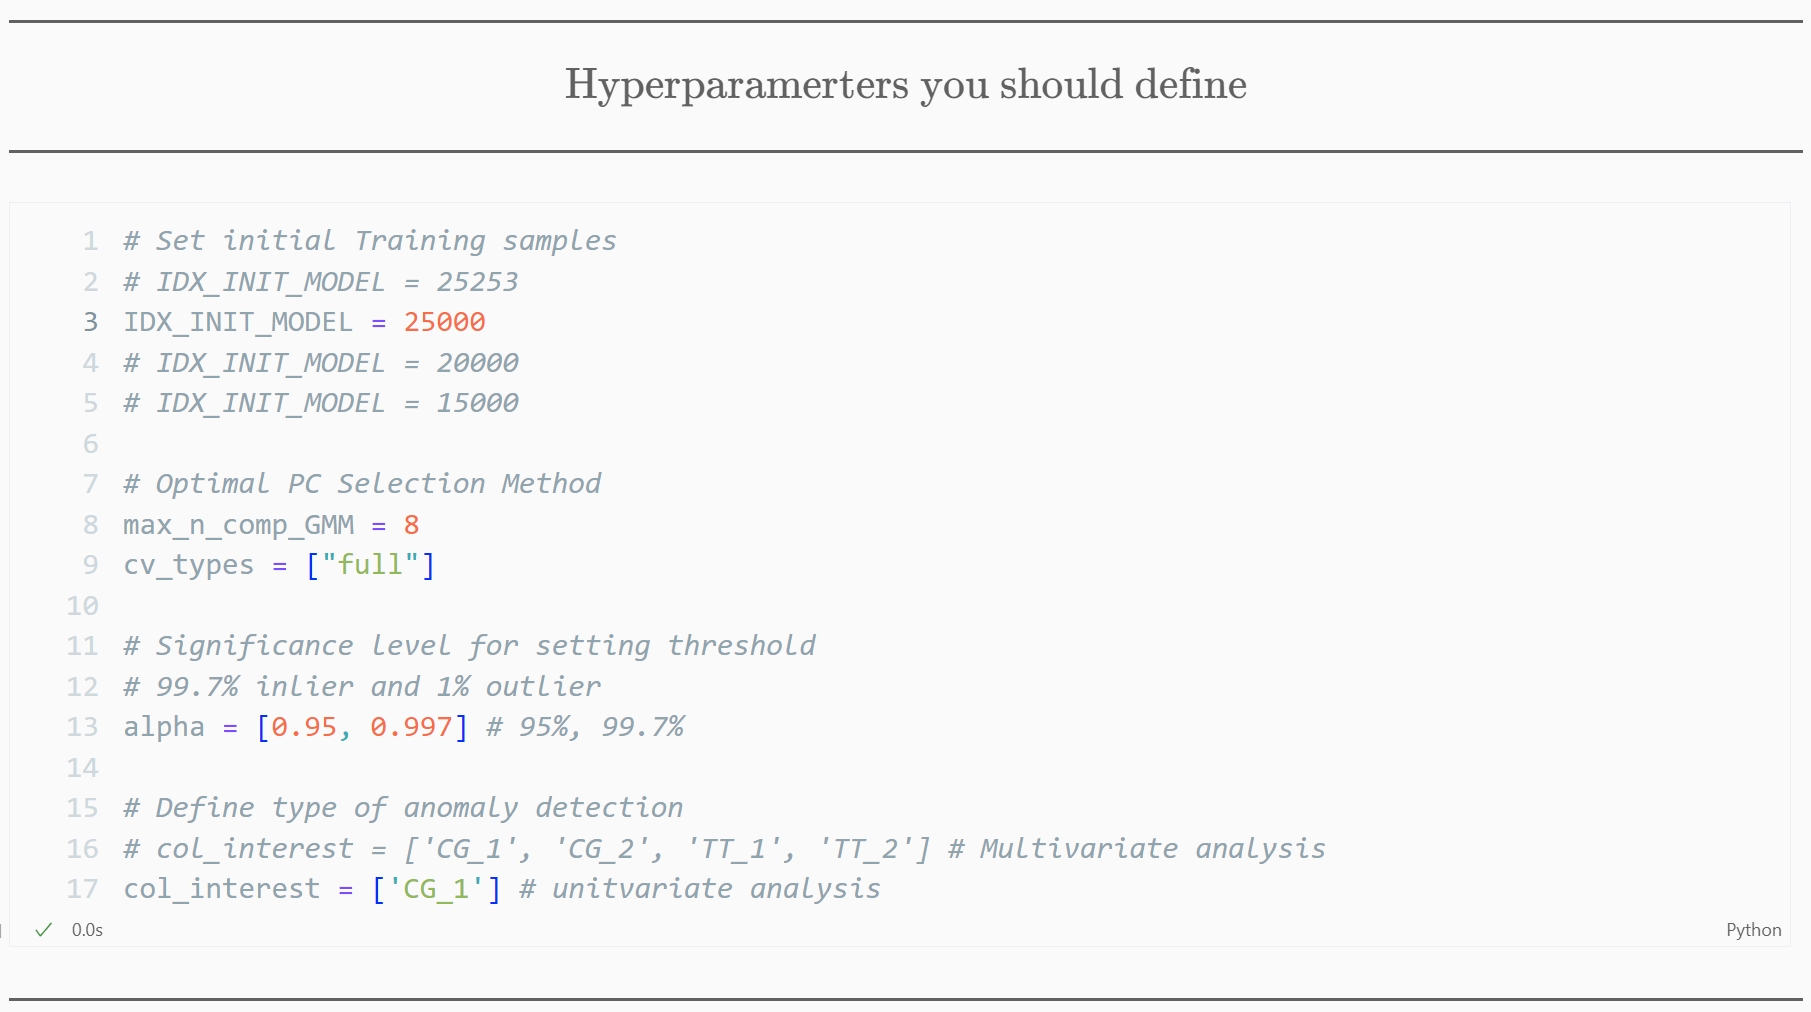 Hyperparamerters you should define
1 # Set initial Training samples
2 # IDX_INIT_MODEL = 25253
3 IDX_INIT_MODEL = 25000
4 # IDX_INIT_MODEL = 20000
5 # IDX_INIT_MODEL = 15000
6
7 # Optimal PC Selection Method
8 max_n_comp_GMM = 8
9 cv_types = ["full"]
10
11 # Significance level for setting threshold
12 # 99.7% inlier and 1% outlier
13 alpha = [0.95, 0.997] # 95%, 99.7%
14
15 # Define type of anomaly detection
16 # col_interest = ['CG_1', 'CG_2', 'TT_1', 'TT_2'] # Multivariate analysis
17 col_interest = ['CG_1'] # unitvariate analysis
✓ 0.0s
Python